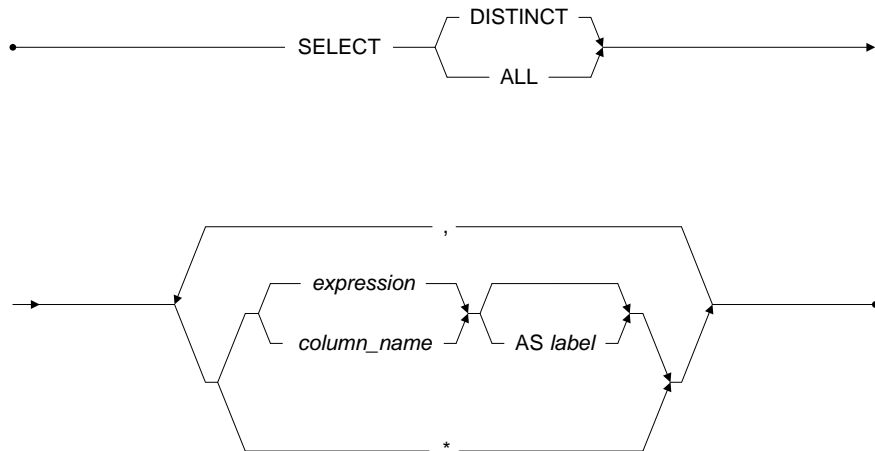 DISTINCT
SELECT
ALL
,
expression
column_name
AS label
*